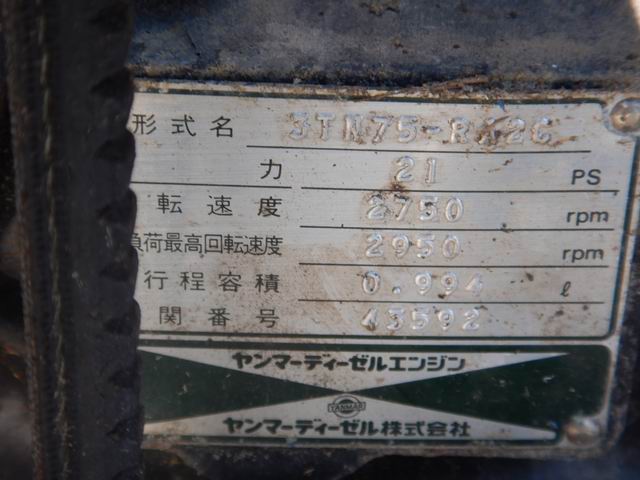 形式名 3TN75-RA2C
力 21 PS
転速度 2750 rpm
負荷最高回転速度 2950 rpm
行程容積 0.994 ℓ
関番号 43592
ヤンマーディーゼルエンジン
YANMAR
ヤンマーディーゼル株式会社